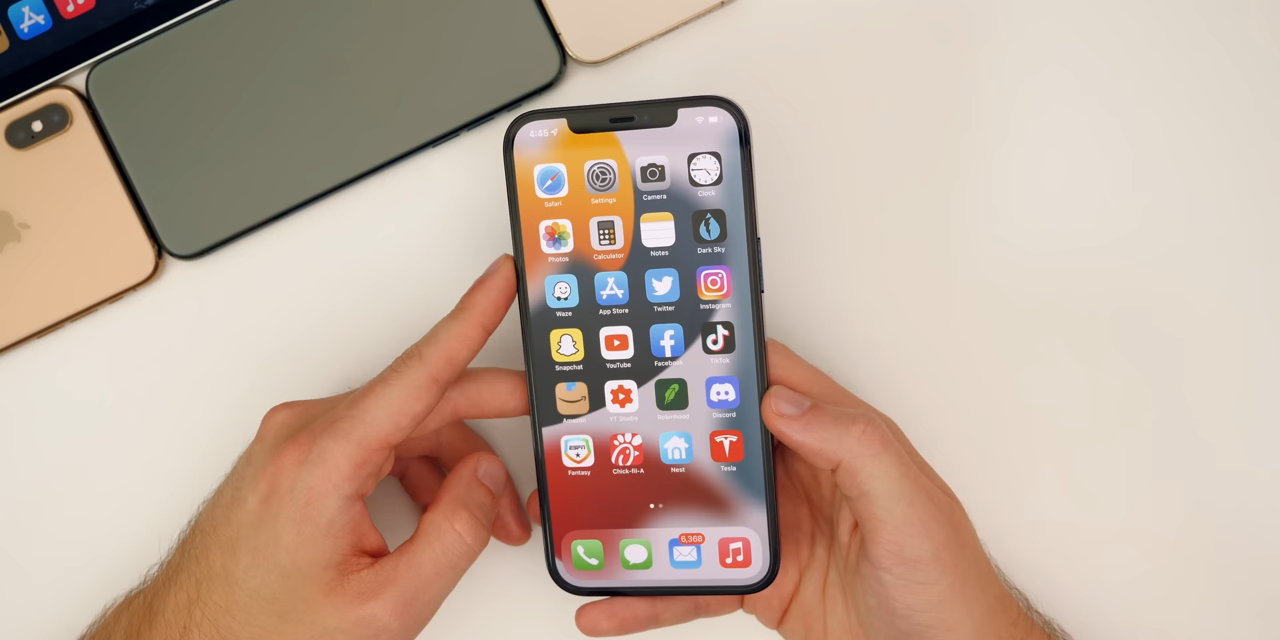 4:45
Safari Settings Camera Clock
Photos Calculator Notes Dark Sky
Waze App Store Twitter Instagram
Snapchat YouTube Facebook TikTok
Amazon YT Studio Robinhood Discord
ESPN
Fantasy Chick-fil-A Nest Tesla
6,368